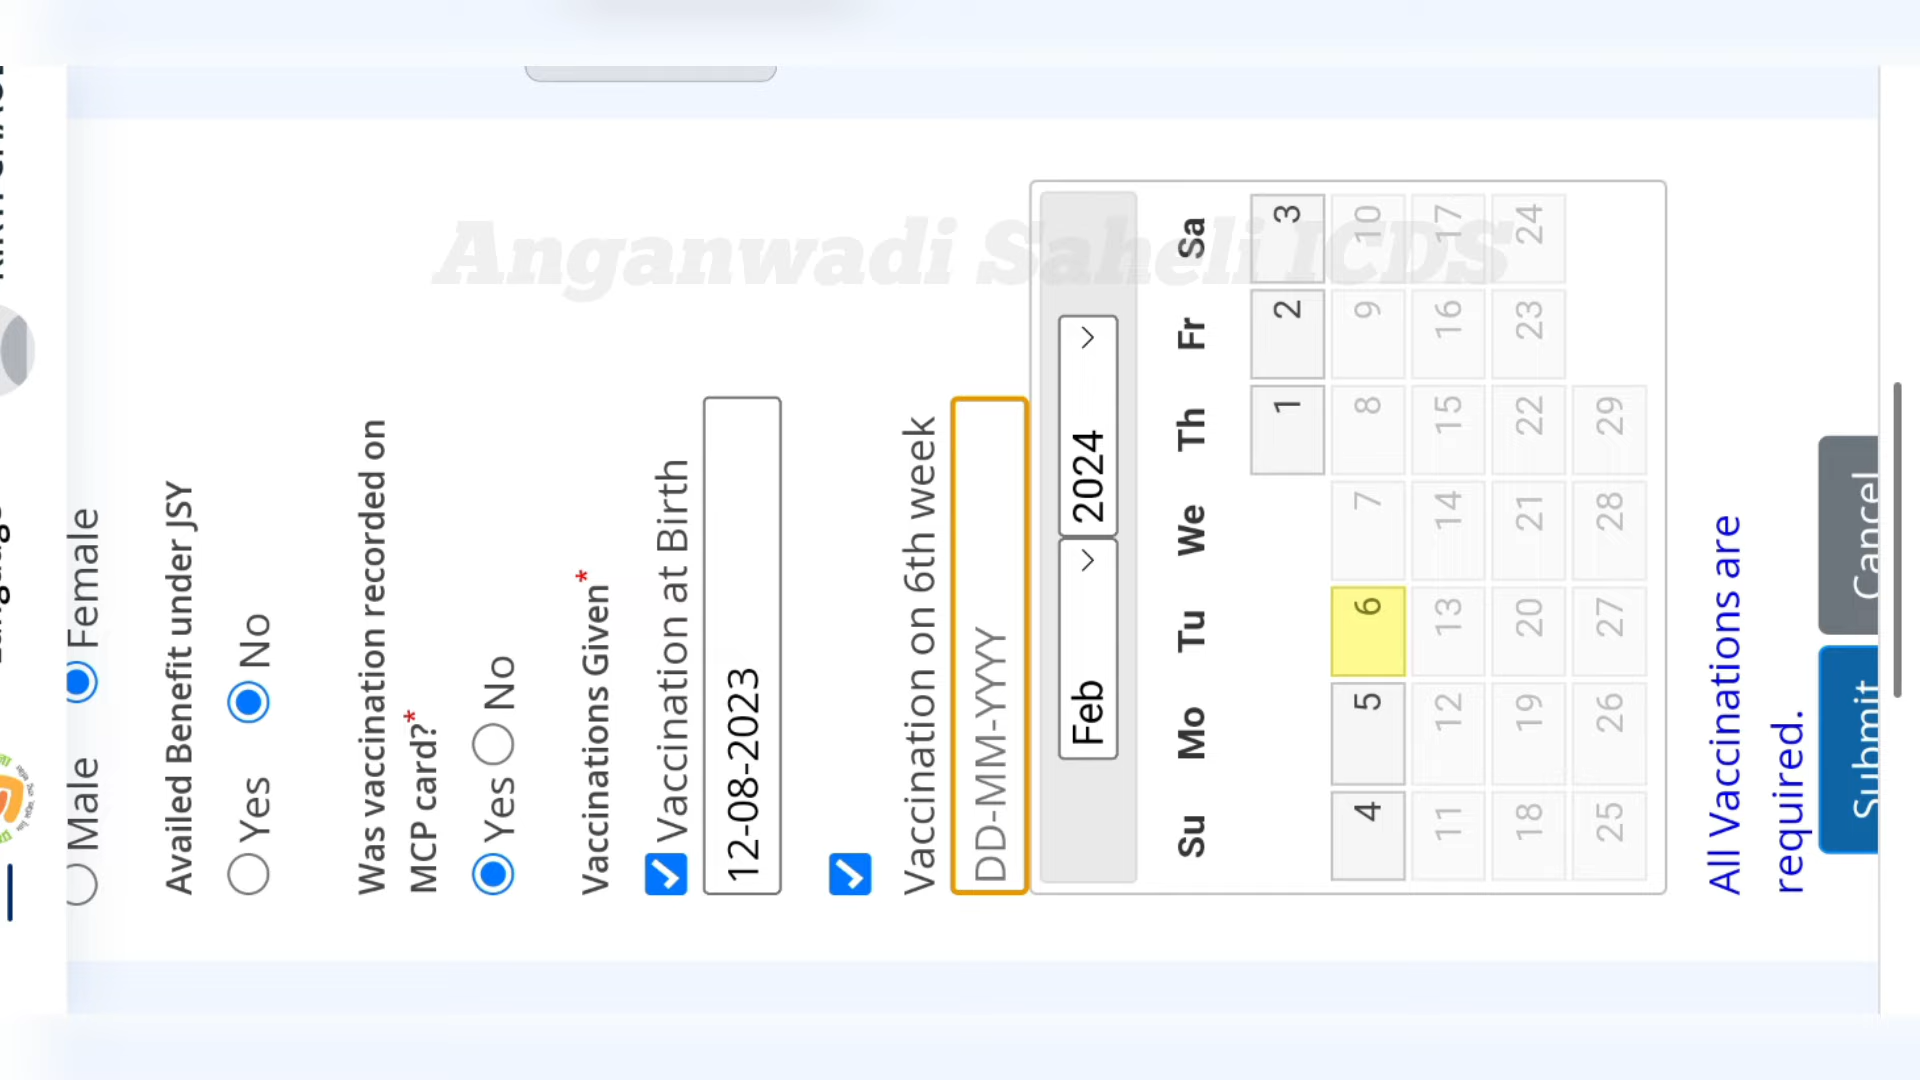 Male Female
Availed Benefit under JSY
Yes No
Was vaccination recorded on
MCP card?*
Yes No
Vaccinations Given*
Vaccination at Birth
12-08-2023
Vaccination on 6th week
DD-MM-YYYY
Feb 2024
Su Mo Tu We Th Fr Sa
1 2 3
4 5 6 7 8 9 10
11 12 13 14 15 16 17
18 19 20 21 22 23 24
25 26 27 28 29
All Vaccinations are
required.
Submit Cancel
Anganwadi Saheli ICDS